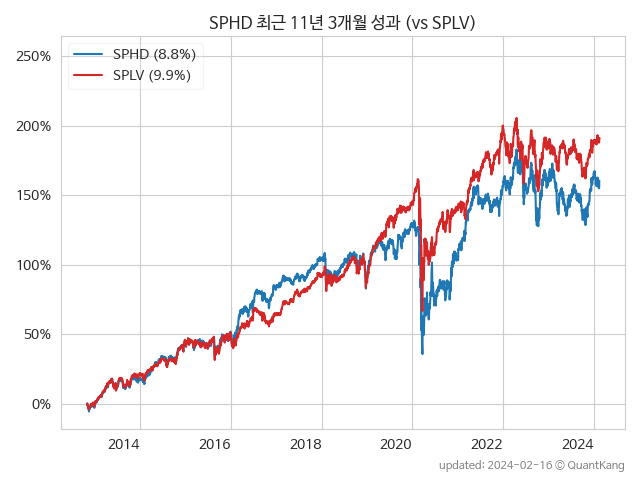 SPHD 최근 11년 3개월 성과 (vs SPLV)
250%
200%
150%
100%
50%
0%
SPHD (8.8%)
SPLV (9.9%)
2014 2016 2018 2020 2022 2024
updated: 2024-02-16 © QuantKang